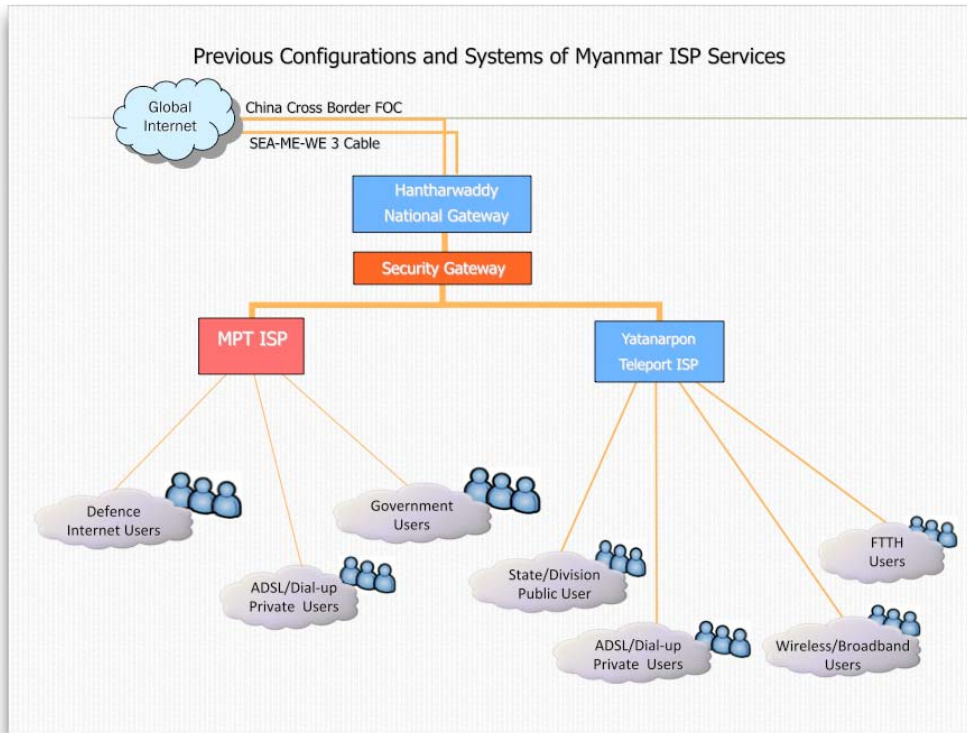 Previous Configurations and Systems of Myanmar ISP Services
Global
Internet
China Cross Border FOC
SEA-ME-WE 3 Cable
Hantharwaddy
National Gateway
Security Gateway
MPT ISP
Yatanarpon
Teleport ISP
Defence
Internet Users
Government
Users
ADSL/Dial-up
Private Users
State/Division
Public User
FTTH
Users
ADSL/Dial-up
Private Users
Wireless/Broadband
Users